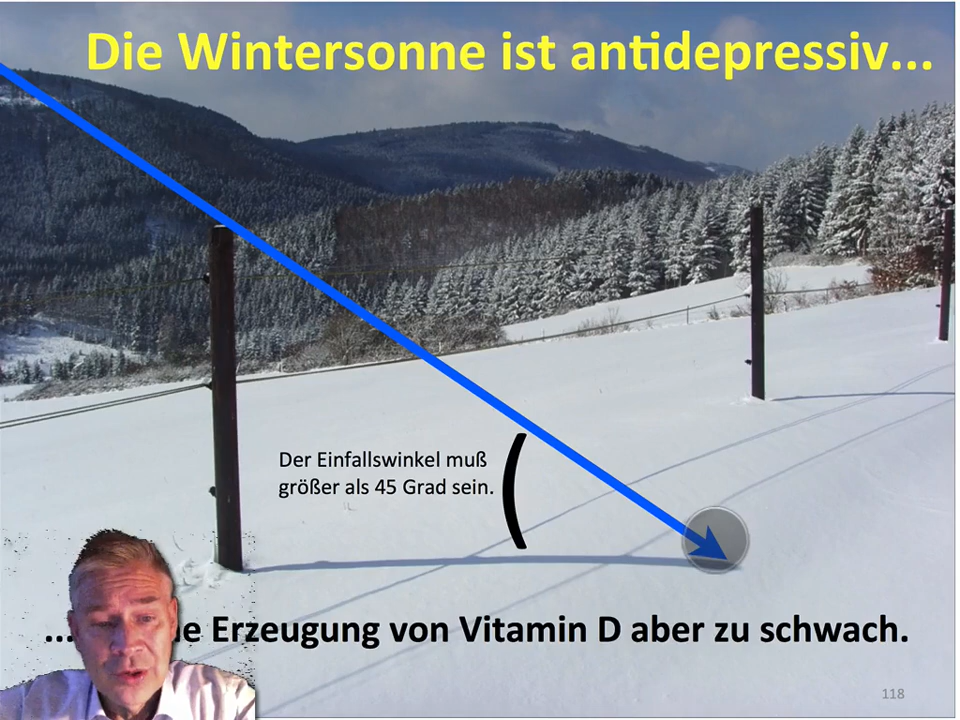 Die Wintersonne ist antidepressiv...
Der Einfallswinkel muß
größer als 45 Grad sein.
... Erzeugung von Vitamin D aber zu schwach.
118